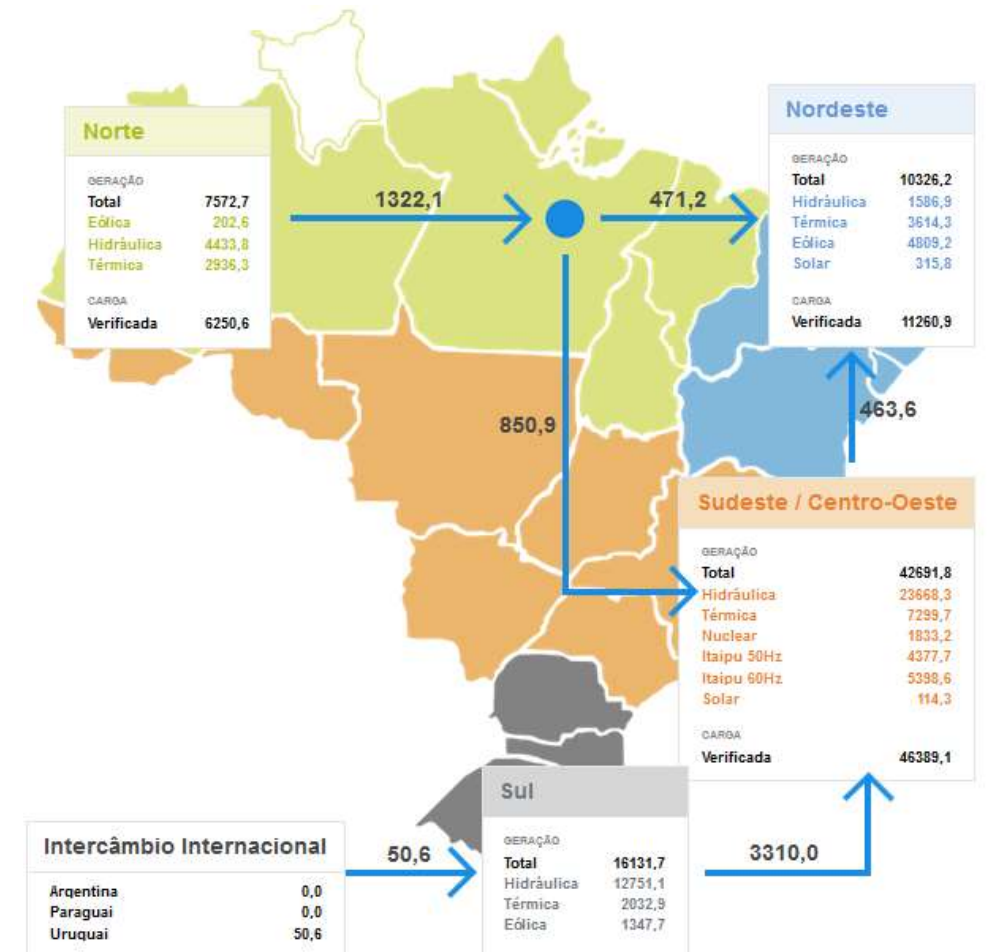 Norte
GERAÇÃO
Total 7572,7
Eólica 202,6
Hidráulica 4433,8
Térmica 2936,3
CARGA
Verificada 6250,6
1322,1
471,2
Nordeste
GERAÇÃO
Total 10326,2
Hidráulica 1586,9
Térmica 3614,3
Eólica 4809,2
Solar 315,8
CARGA
Verificada 11260,9
850,9
463,6
Sudeste / Centro-Oeste
GERAÇÃO
Total 42691,8
Hidráulica 23668,3
Térmica 7299,7
Nuclear 1833,2
Itaipu 50Hz 4377,7
Itaipu 60Hz 5398,6
Solar 114,3
CARGA
Verificada 46389,1
Intercâmbio Internacional
Argentina 0,0
Paraguai 0,0
Uruguai 50,6
50,6
Sul
GERAÇÃO
Total 16131,7
Hidráulica 12751,1
Térmica 2032,9
Eólica 1347,7
3310,0